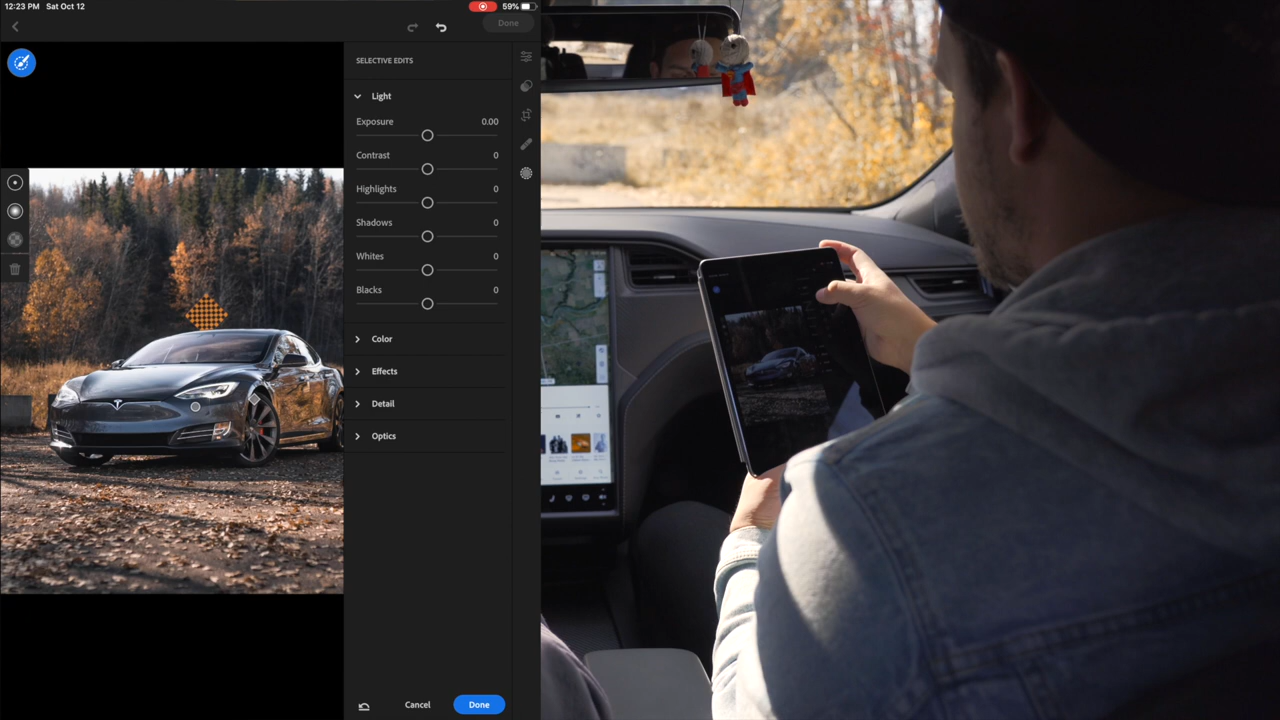 12:23 PM Sat Oct 12
59%
Done
SELECTIVE EDITS
Light
Exposure 0.00
Contrast 0
Highlights 0
Shadows 0
Whites 0
Blacks 0
Color
Effects
Detail
Optics
Cancel Done